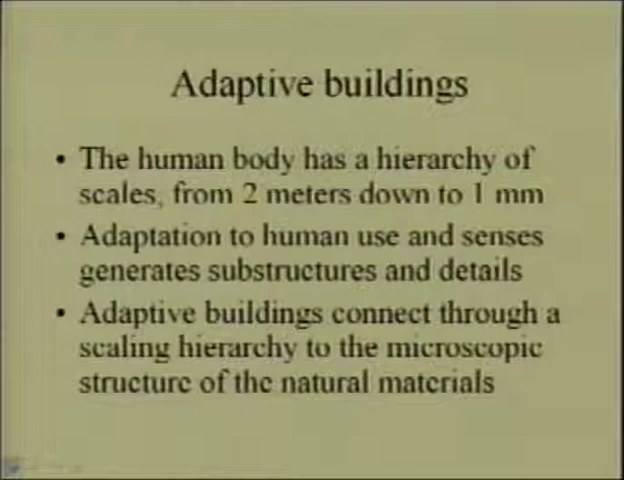 Adaptive buildings
• The human body has a hierarchy of
scales, from 2 meters down to 1 mm
• Adaptation to human use and senses
generates substructures and details
• Adaptive buildings connect through a
scaling hierarchy to the microscopic
structure of the natural materials